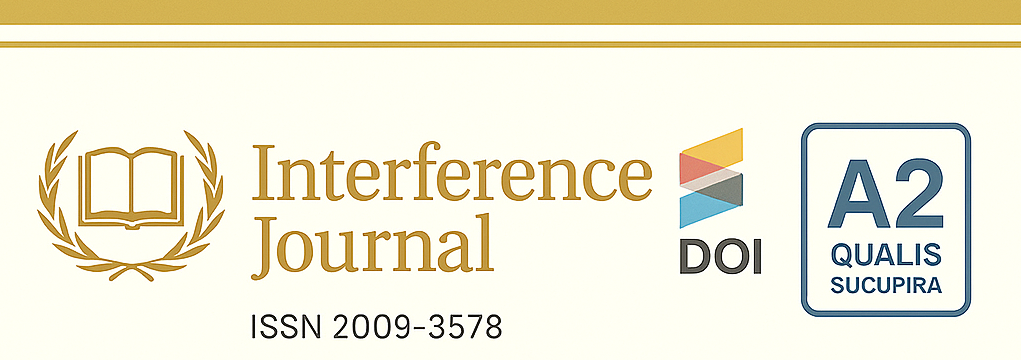 Interference
Journal
ISSN 2009-3578
DOI
A2
QUALIS
SUCUPIRA